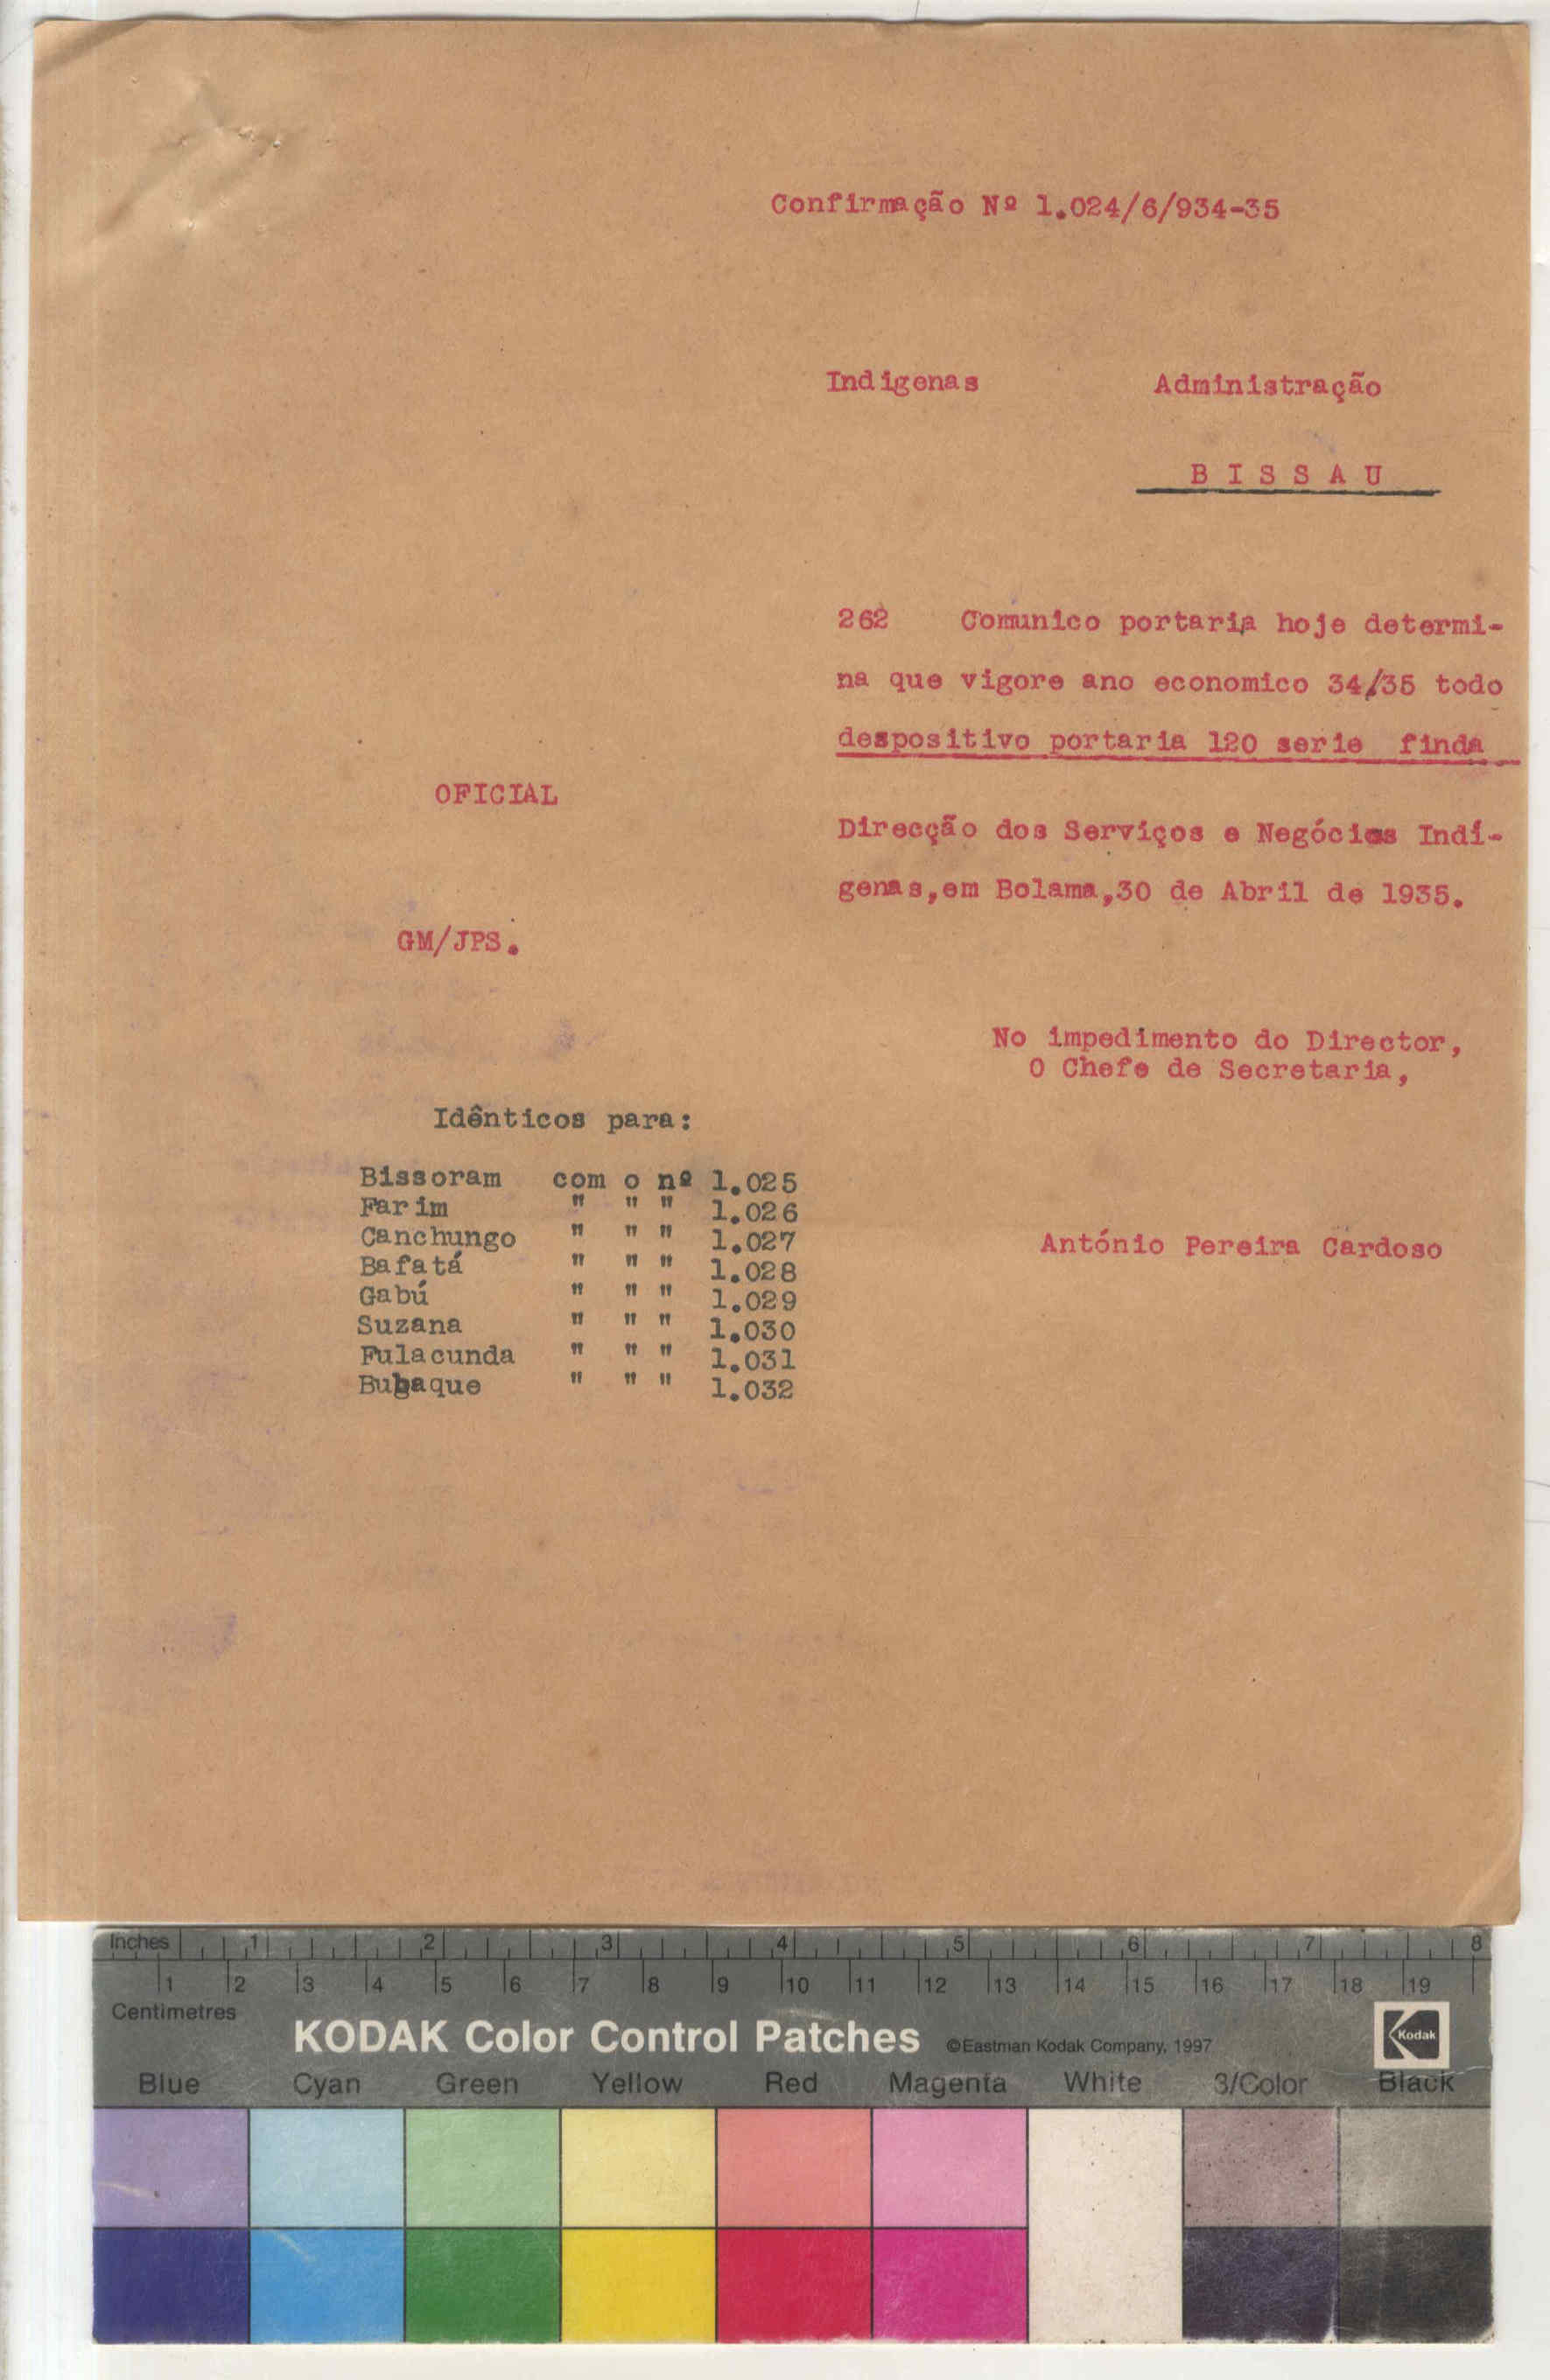 Confirmação Nº 1.024/6/934-35
Indigenas Administração
B I S S A U
262 Comunico portaria hoje determi-
na que vigore ano economico 34/35 todo
despositivo portaria 120 serie finda
OFICIAL
Direcção dos Serviços e Negócios Indí-
genas,em Bolama,30 de Abril de 1935.
GM/JPS.
No impedimento do Director,
O Chefe de Secretaria,
António Pereira Cardoso
Idênticos para:
Bissoram com o nº 1.025
Farim " " " 1.026
Canchungo " " " 1.027
Bafatá " " " 1.028
Gabú " " " 1.029
Suzana " " " 1.030
Fulacunda " " " 1.031
Bubaque " " " 1.032
Inches 1 2 3 4 5 6 7 8
1 2 3 4 5 6 7 8 9 10 11 12 13 14 15 16 17 18 19
Centimetres
KODAK Color Control Patches ©Eastman Kodak Company, 1997 Kodak
Blue Cyan Green Yellow Red Magenta White 3/Color Black